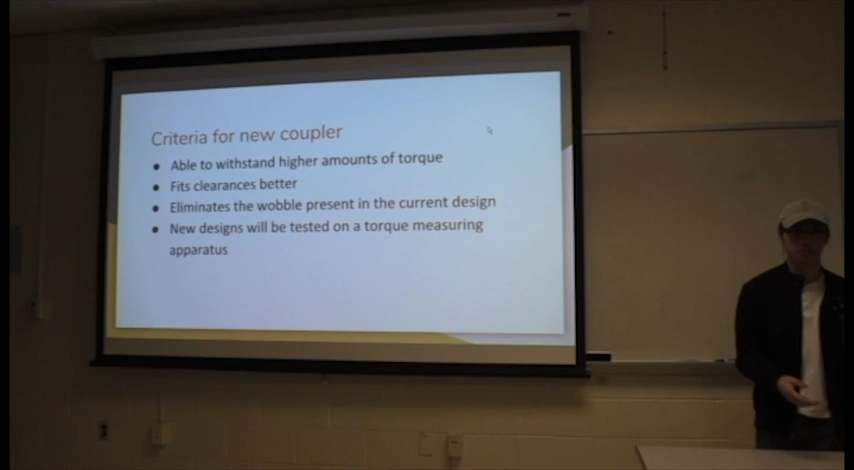 Criteria for new coupler
● Able to withstand higher amounts of torque
● Fits clearances better
● Eliminates the wobble present in the current design
● New designs will be tested on a torque measuring
apparatus